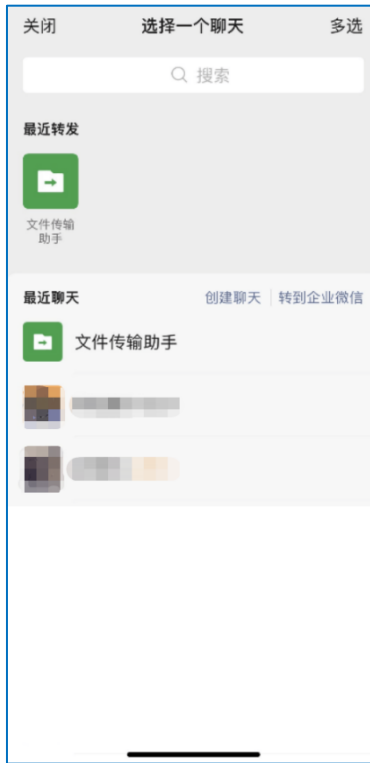 关闭 选择一个聊天 多选
搜索
最近转发
文件传输
助手
最近聊天 创建聊天 转到企业微信
文件传输助手